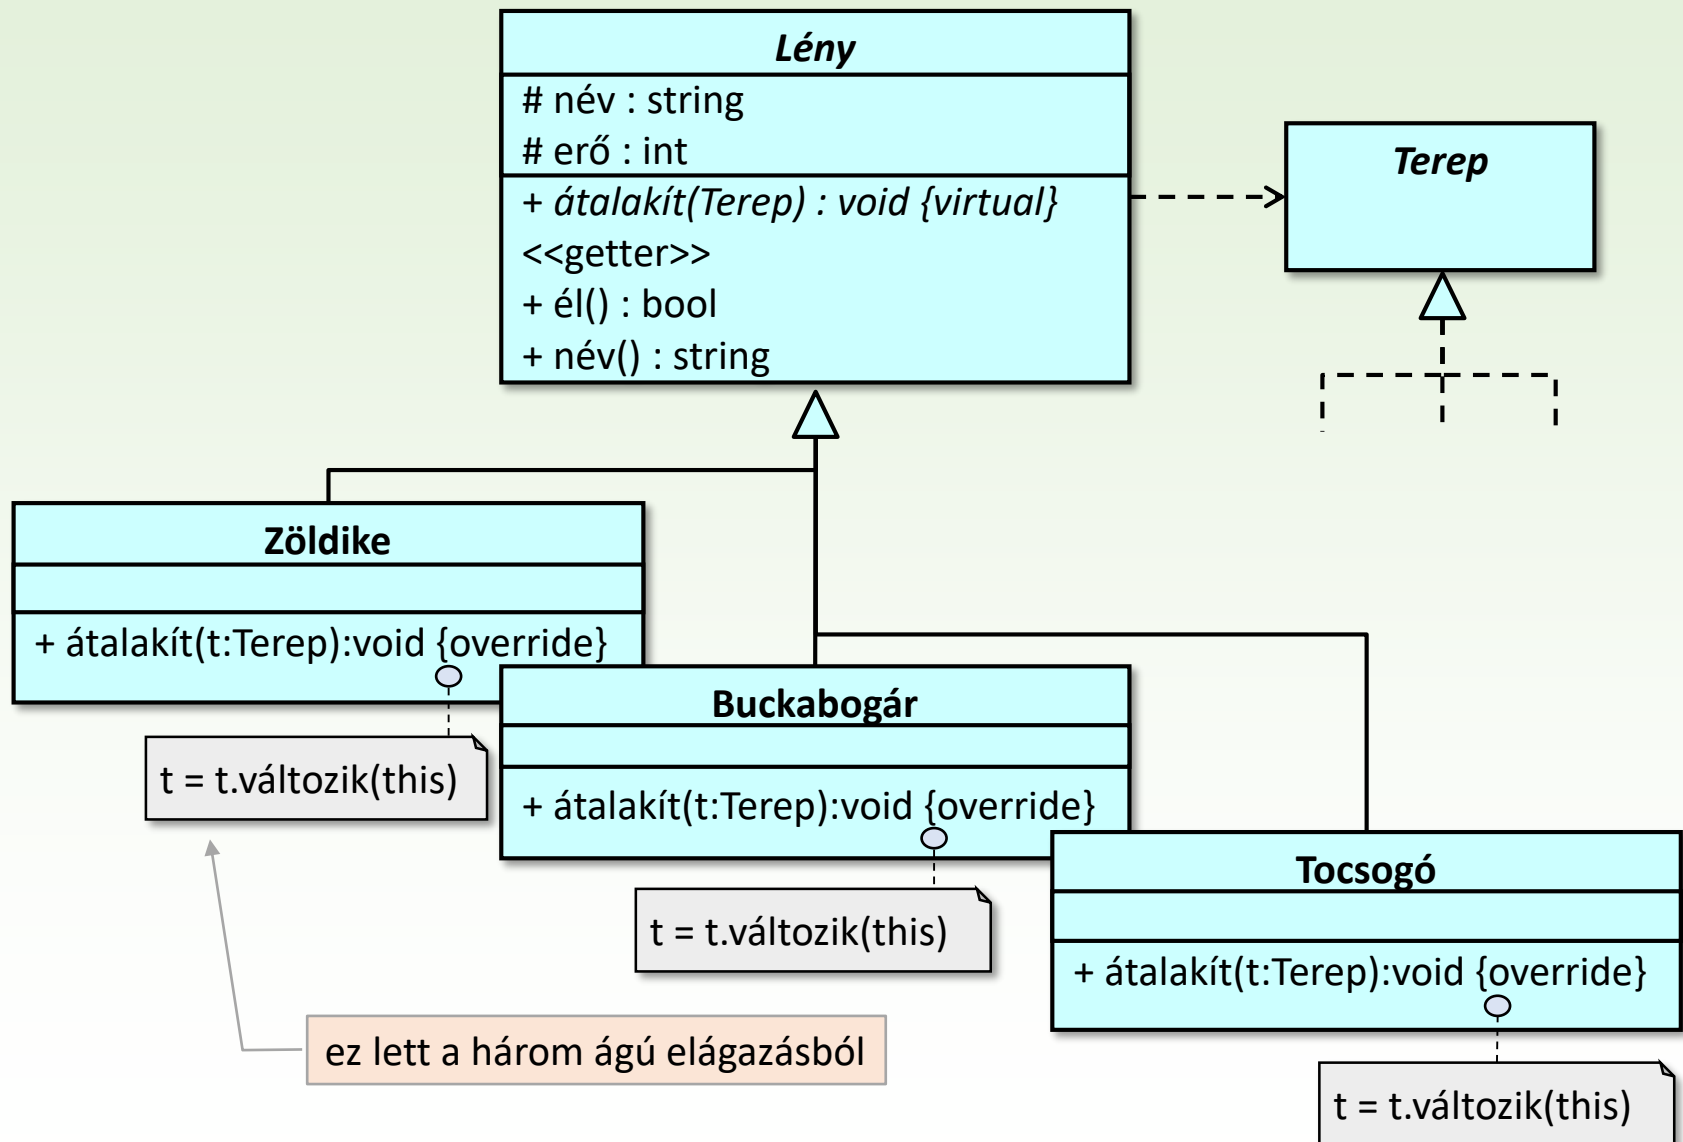 Lény
# név : string
# erő : int
+ átalakít(Terep) : void {virtual}
<<getter>>
+ él() : bool
+ név() : string
Terep
Zöldike
+ átalakít(t:Terep):void {override}
t = t.változik(this)
Buckabogár
+ átalakít(t:Terep):void {override}
t = t.változik(this)
Tocsogó
+ átalakít(t:Terep):void {override}
t = t.változik(this)
ez lett a három ágú elágazásból